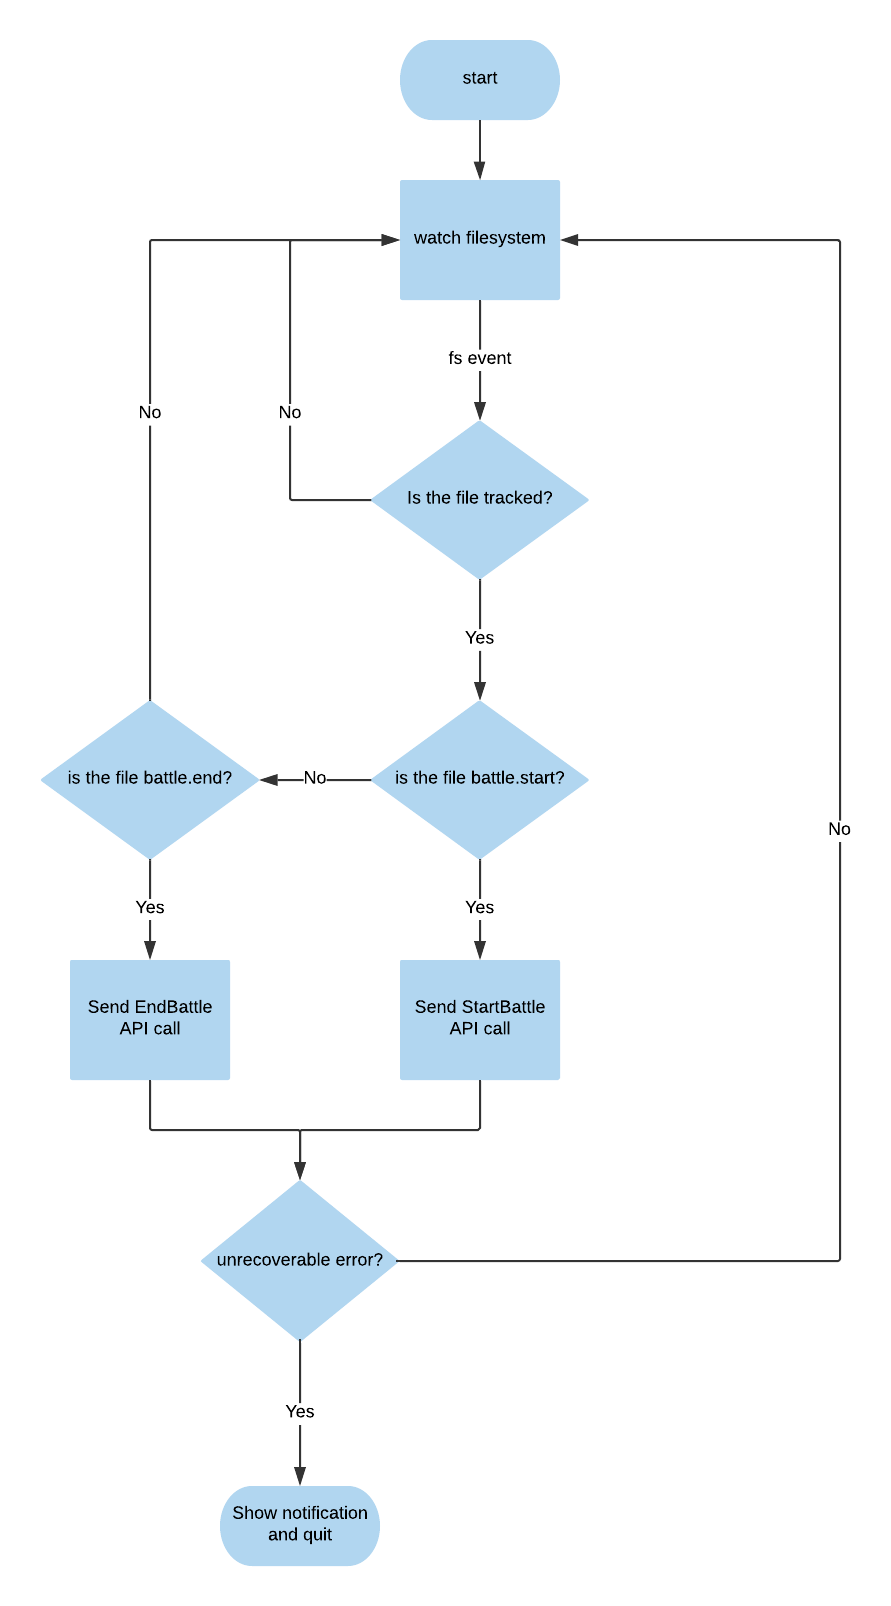 start
watch filesystem
fs event
No
No
Is the file tracked?
Yes
is the file battle.end?
No
is the file battle.start?
No
Yes
Yes
Send EndBattle
API call
Send StartBattle
API call
unrecoverable error?
Yes
Show notification
and quit